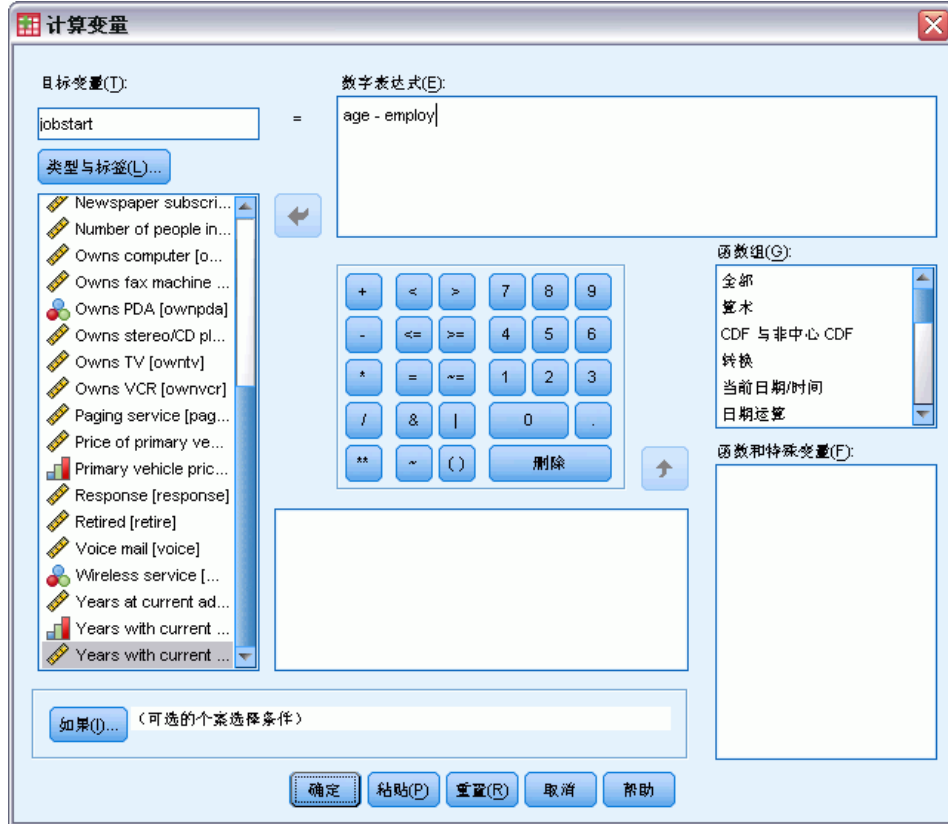 计算变量
目标变量(T):
数字表达式(E):
jobstart
=
age - employ
类型与标签(L)...
Newspaper subscri...
Number of people in...
Owns computer [o...
Owns fax machine ...
Owns PDA [ownpda]
Owns stereo/CD pl...
Owns TV [owntv]
Owns VCR [ownvcr]
Paging service [pag...
Price of primary ve...
Primary vehicle pric...
Response [response]
Retired [retire]
Voice mail [voice]
Wireless service [...
Years at current ad...
Years with current ...
Years with current ...
+ < > 7 8 9
- <= >= 4 5 6
* = ~= 1 2 3
/ & | 0 .
** ~ ( ) 删除
函数组(G):
全部
算术
CDF 与非中心 CDF
转换
当前日期/时间
日期运算
函数和特殊变量(F):
如果(I)...
(可选的个案选择条件)
确定
粘贴(P)
重置(R)
取消
帮助